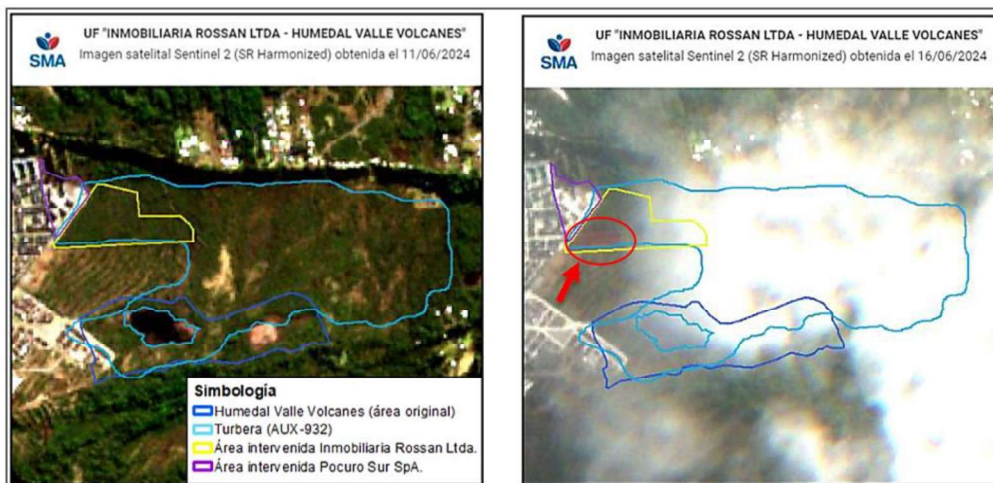 UF "INMOBILIARIA ROSSAN LTDA - HUMEDAL VALLE VOLCANES"
Imagen satelital Sentinel 2 (SR Harmonized) obtenida el 11/06/2024
SMA
Simbología
Humedal Valle Volcanes (área original)
Turbera (AUX-932)
Área intervenida Inmobiliaria Rossan Ltda.
Área intervenida Pocuro Sur SpA.
UF "INMOBILIARIA ROSSAN LTDA - HUMEDAL VALLE VOLCANES"
Imagen satelital Sentinel 2 (SR Harmonized) obtenida el 16/06/2024
SMA